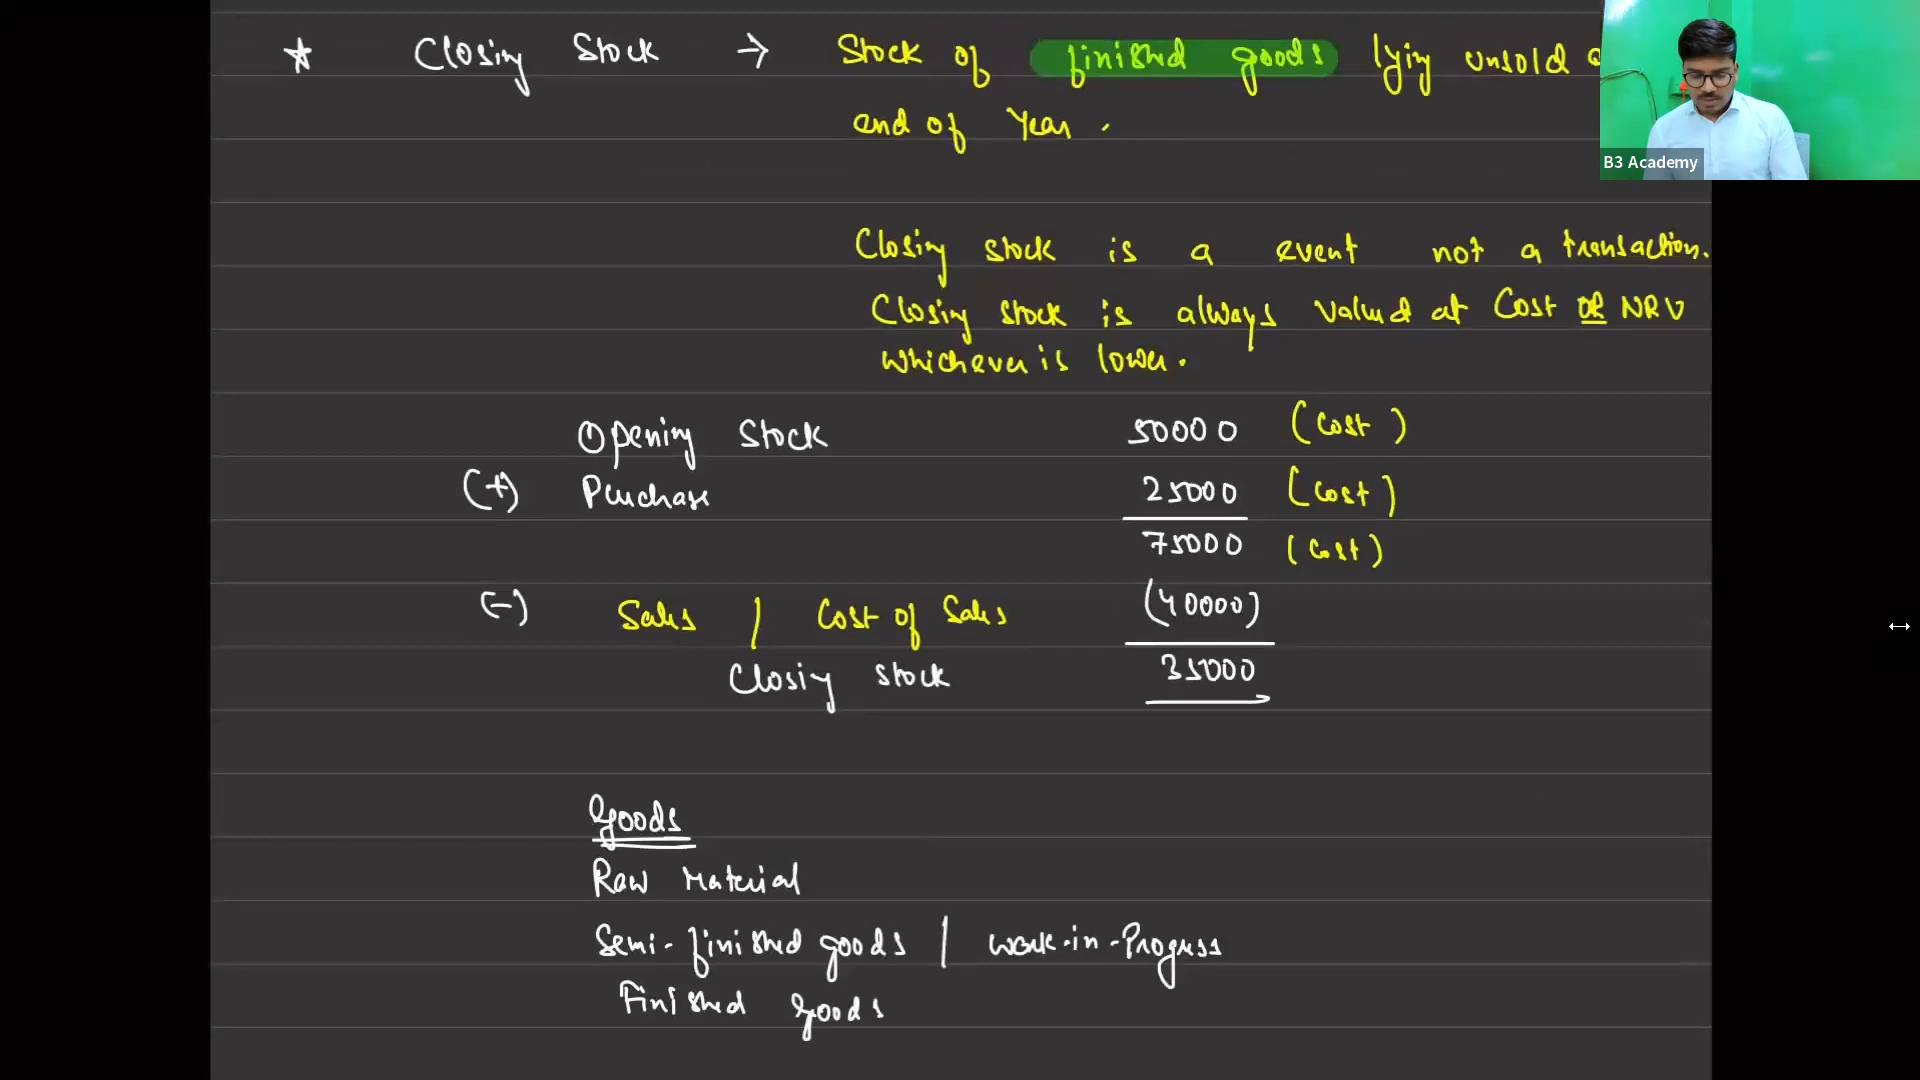 ☆ Closing Stock → Stock of finished goods lying unsold
end of Year.
B3 Academy
Closing stock is a event not a transaction.
Closing stock is always valued at Cost OR NRV
whichever is lower.
Opening Stock 50000 (Cost)
(+) Purchase 25000 (Cost)
75000 (Cost)
(-) Sales / Cost of Sales (40000)
Closing Stock 35000
Goods
Raw Material
Semi-finished goods / Work-in-Progress
Finished goods